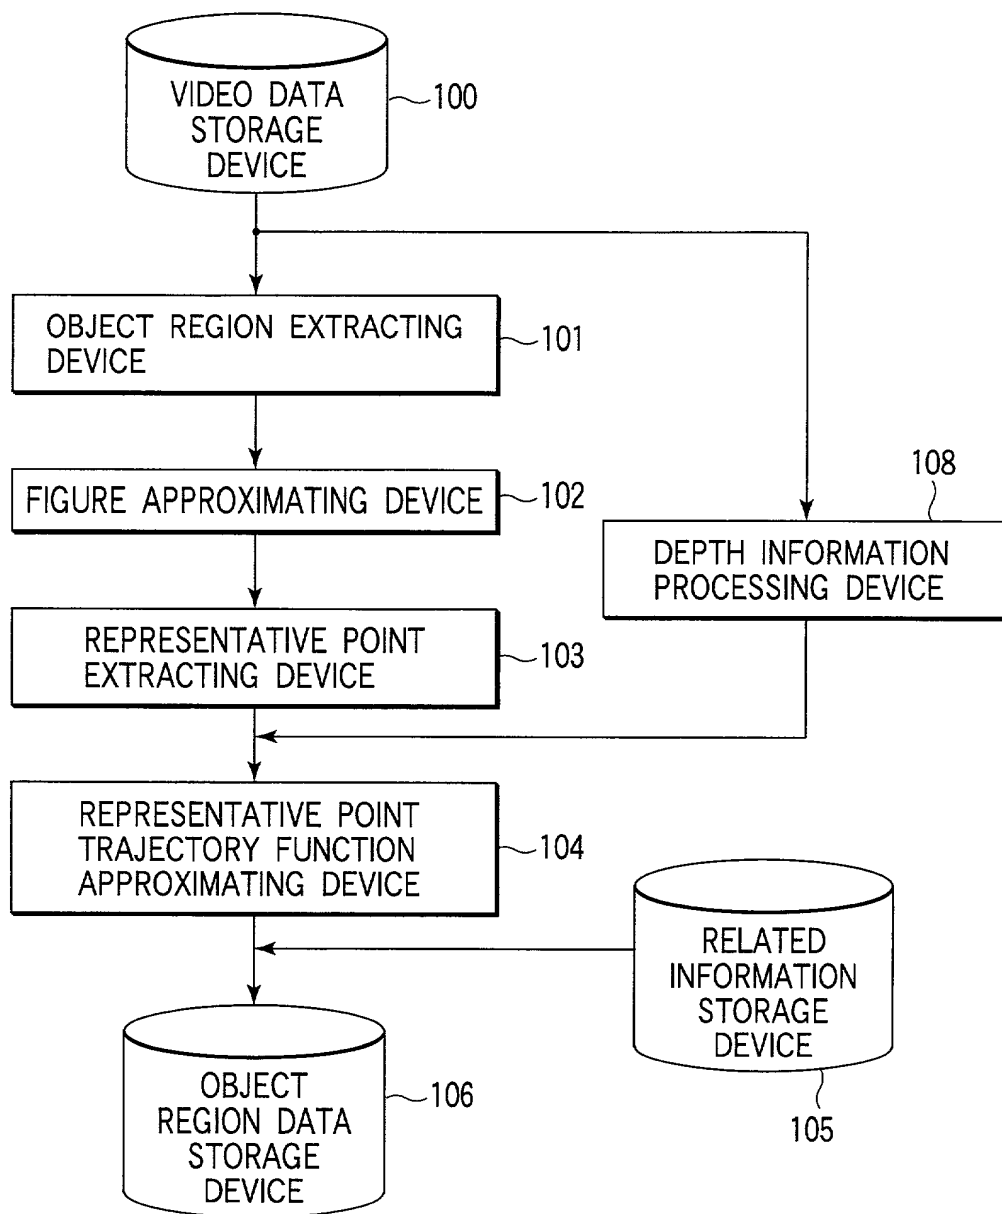 VIDEO DATA
STORAGE
DEVICE
100
OBJECT REGION EXTRACTING
DEVICE
101
FIGURE APPROXIMATING DEVICE
102
108
DEPTH INFORMATION
PROCESSING DEVICE
REPRESENTATIVE POINT
EXTRACTING DEVICE
103
REPRESENTATIVE POINT
TRAJECTORY FUNCTION
APPROXIMATING DEVICE
104
RELATED
INFORMATION
STORAGE
DEVICE
105
OBJECT
REGION DATA
STORAGE
DEVICE
106